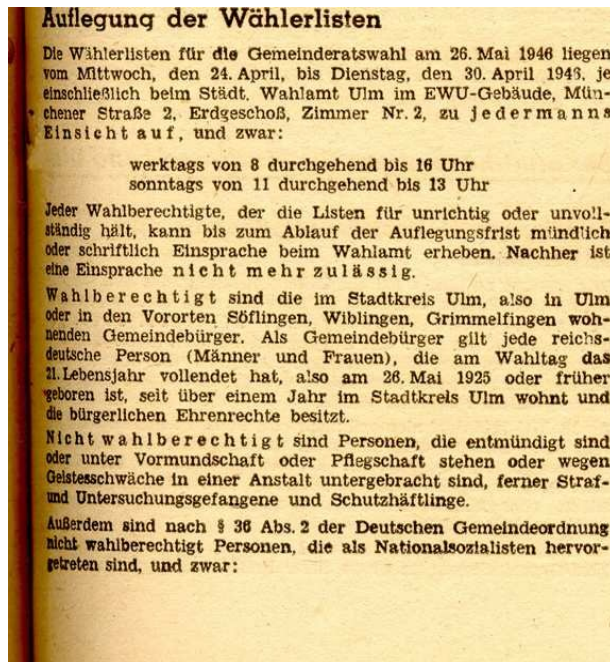 Auflegung der Wählerlisten
Die Wählerlisten für die Gemeinderatswahl am 26. Mai 1946 liegen
vom Mittwoch, den 24. April, bis Dienstag, den 30. April 1946, je
einschließlich beim Städt. Wahlamt Ulm im EWU-Gebäude, Mün-
chener Straße 2, Erdgeschoß, Zimmer Nr. 2, zu jedermanns
Einsicht auf, und zwar:
werktags von 8 durchgehend bis 16 Uhr
sonntags von 11 durchgehend bis 13 Uhr
Jeder Wahlberechtigte, der die Listen für unrichtig oder unvoll-
ständig hält, kann bis zum Ablauf der Auflegungsfrist mündlich
oder schriftlich Einsprache beim Wahlamt erheben. Nachher ist
eine Einsprache nicht mehr zulässig.
Wahlberechtigt sind die im Stadtkreis Ulm, also in Ulm
oder in den Vororten Söflingen, Wiblingen, Grimmelfingen woh-
nenden Gemeindebürger. Als Gemeindebürger gilt jede reichs-
deutsche Person (Männer und Frauen), die am Wahltag das
21. Lebensjahr vollendet hat, also am 26. Mai 1925 oder früher
geboren ist, seit über einem Jahr im Stadtkreis Ulm wohnt und
die bürgerlichen Ehrenrechte besitzt.
Nicht wahlberechtigt sind Personen, die entmündigt sind
oder unter Vormundschaft oder Pflegschaft stehen oder wegen
Geistesschwäche in einer Anstalt untergebracht sind, ferner Straf-
und Untersuchungsgefangene und Schutzhäftlinge.
Außerdem sind nach § 36 Abs. 2 der Deutschen Gemeindeordnung
nicht wahlberechtigt Personen, die als Nationalsozialisten hervor-
getreten sind, und zwar: